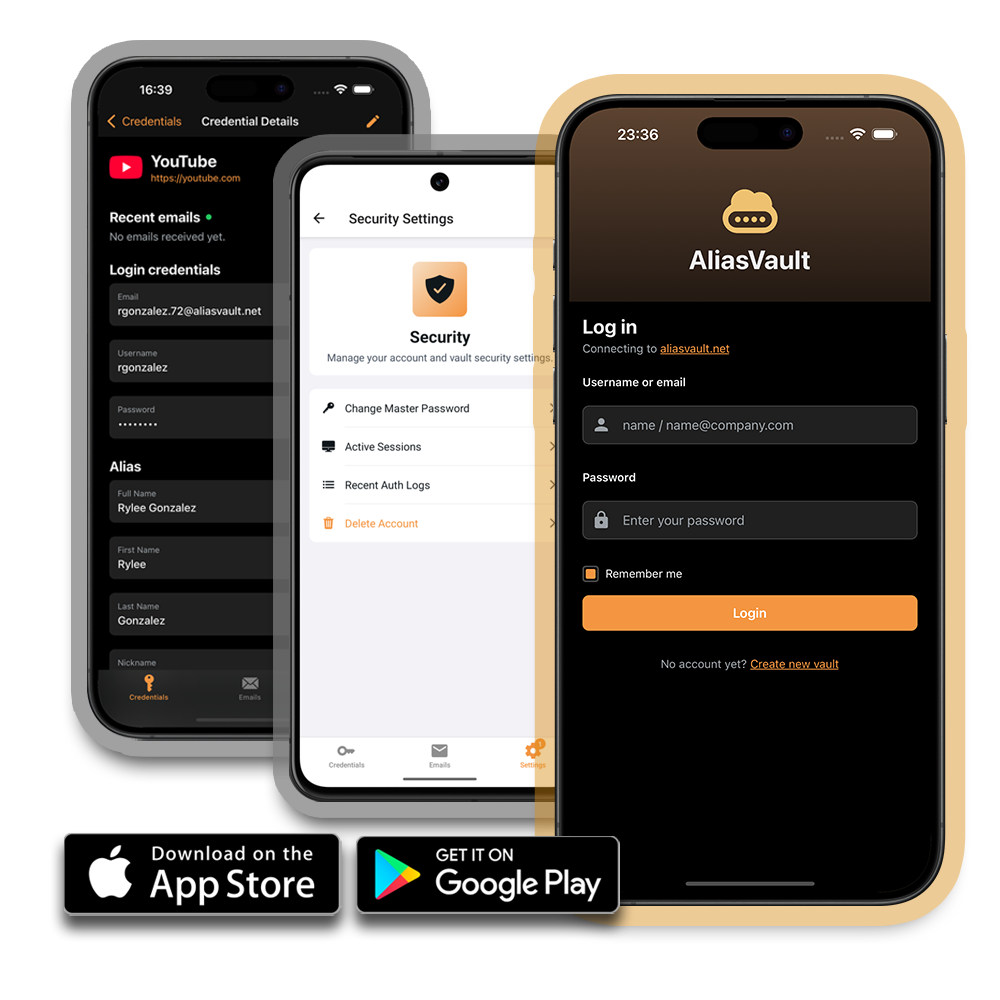 16:39
Credentials
Credential Details
YouTube
https://youtube.com
Recent emails
No emails received yet.
Login credentials
Email
rgonzalez.72@aliasvault.net
Username
rgonzalez
Password
••••••••
Alias
Full Name
Rylee Gonzalez
First Name
Rylee
Last Name
Gonzalez
Nickname
Credentials
Emails
Security Settings
Security
Manage your account and vault security settings.
Change Master Password
Active Sessions
Recent Auth Logs
Delete Account
Credentials
Emails
Settings
23:36
AliasVault
Log in
Connecting to aliasvault.net
Username or email
name / name@company.com
Password
Enter your password
Remember me
Login
No account yet? Create new vault
Download on the
App Store
GET IT ON
Google Play